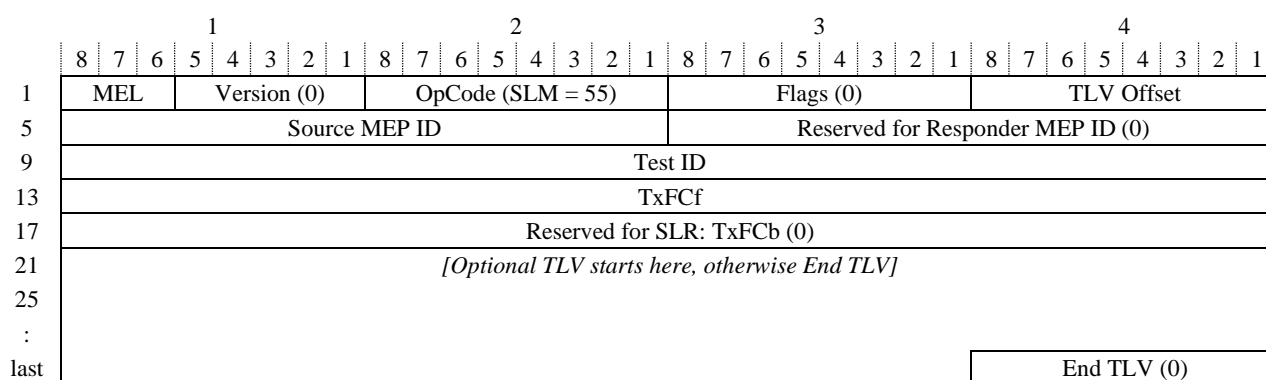 1 2 3 4
8 7 6 5 4 3 2 1 8 7 6 5 4 3 2 1 8 7 6 5 4 3 2 1 8 7 6 5 4 3 2 1
1 MEL Version (0) OpCode (SLM = 55) Flags (0) TLV Offset
5 Source MEP ID Reserved for Responder MEP ID (0)
9 Test ID
13 TxFCf
17 Reserved for SLR: TxFCb (0)
21 [Optional TLV starts here, otherwise End TLV]
25
:
last End TLV (0)